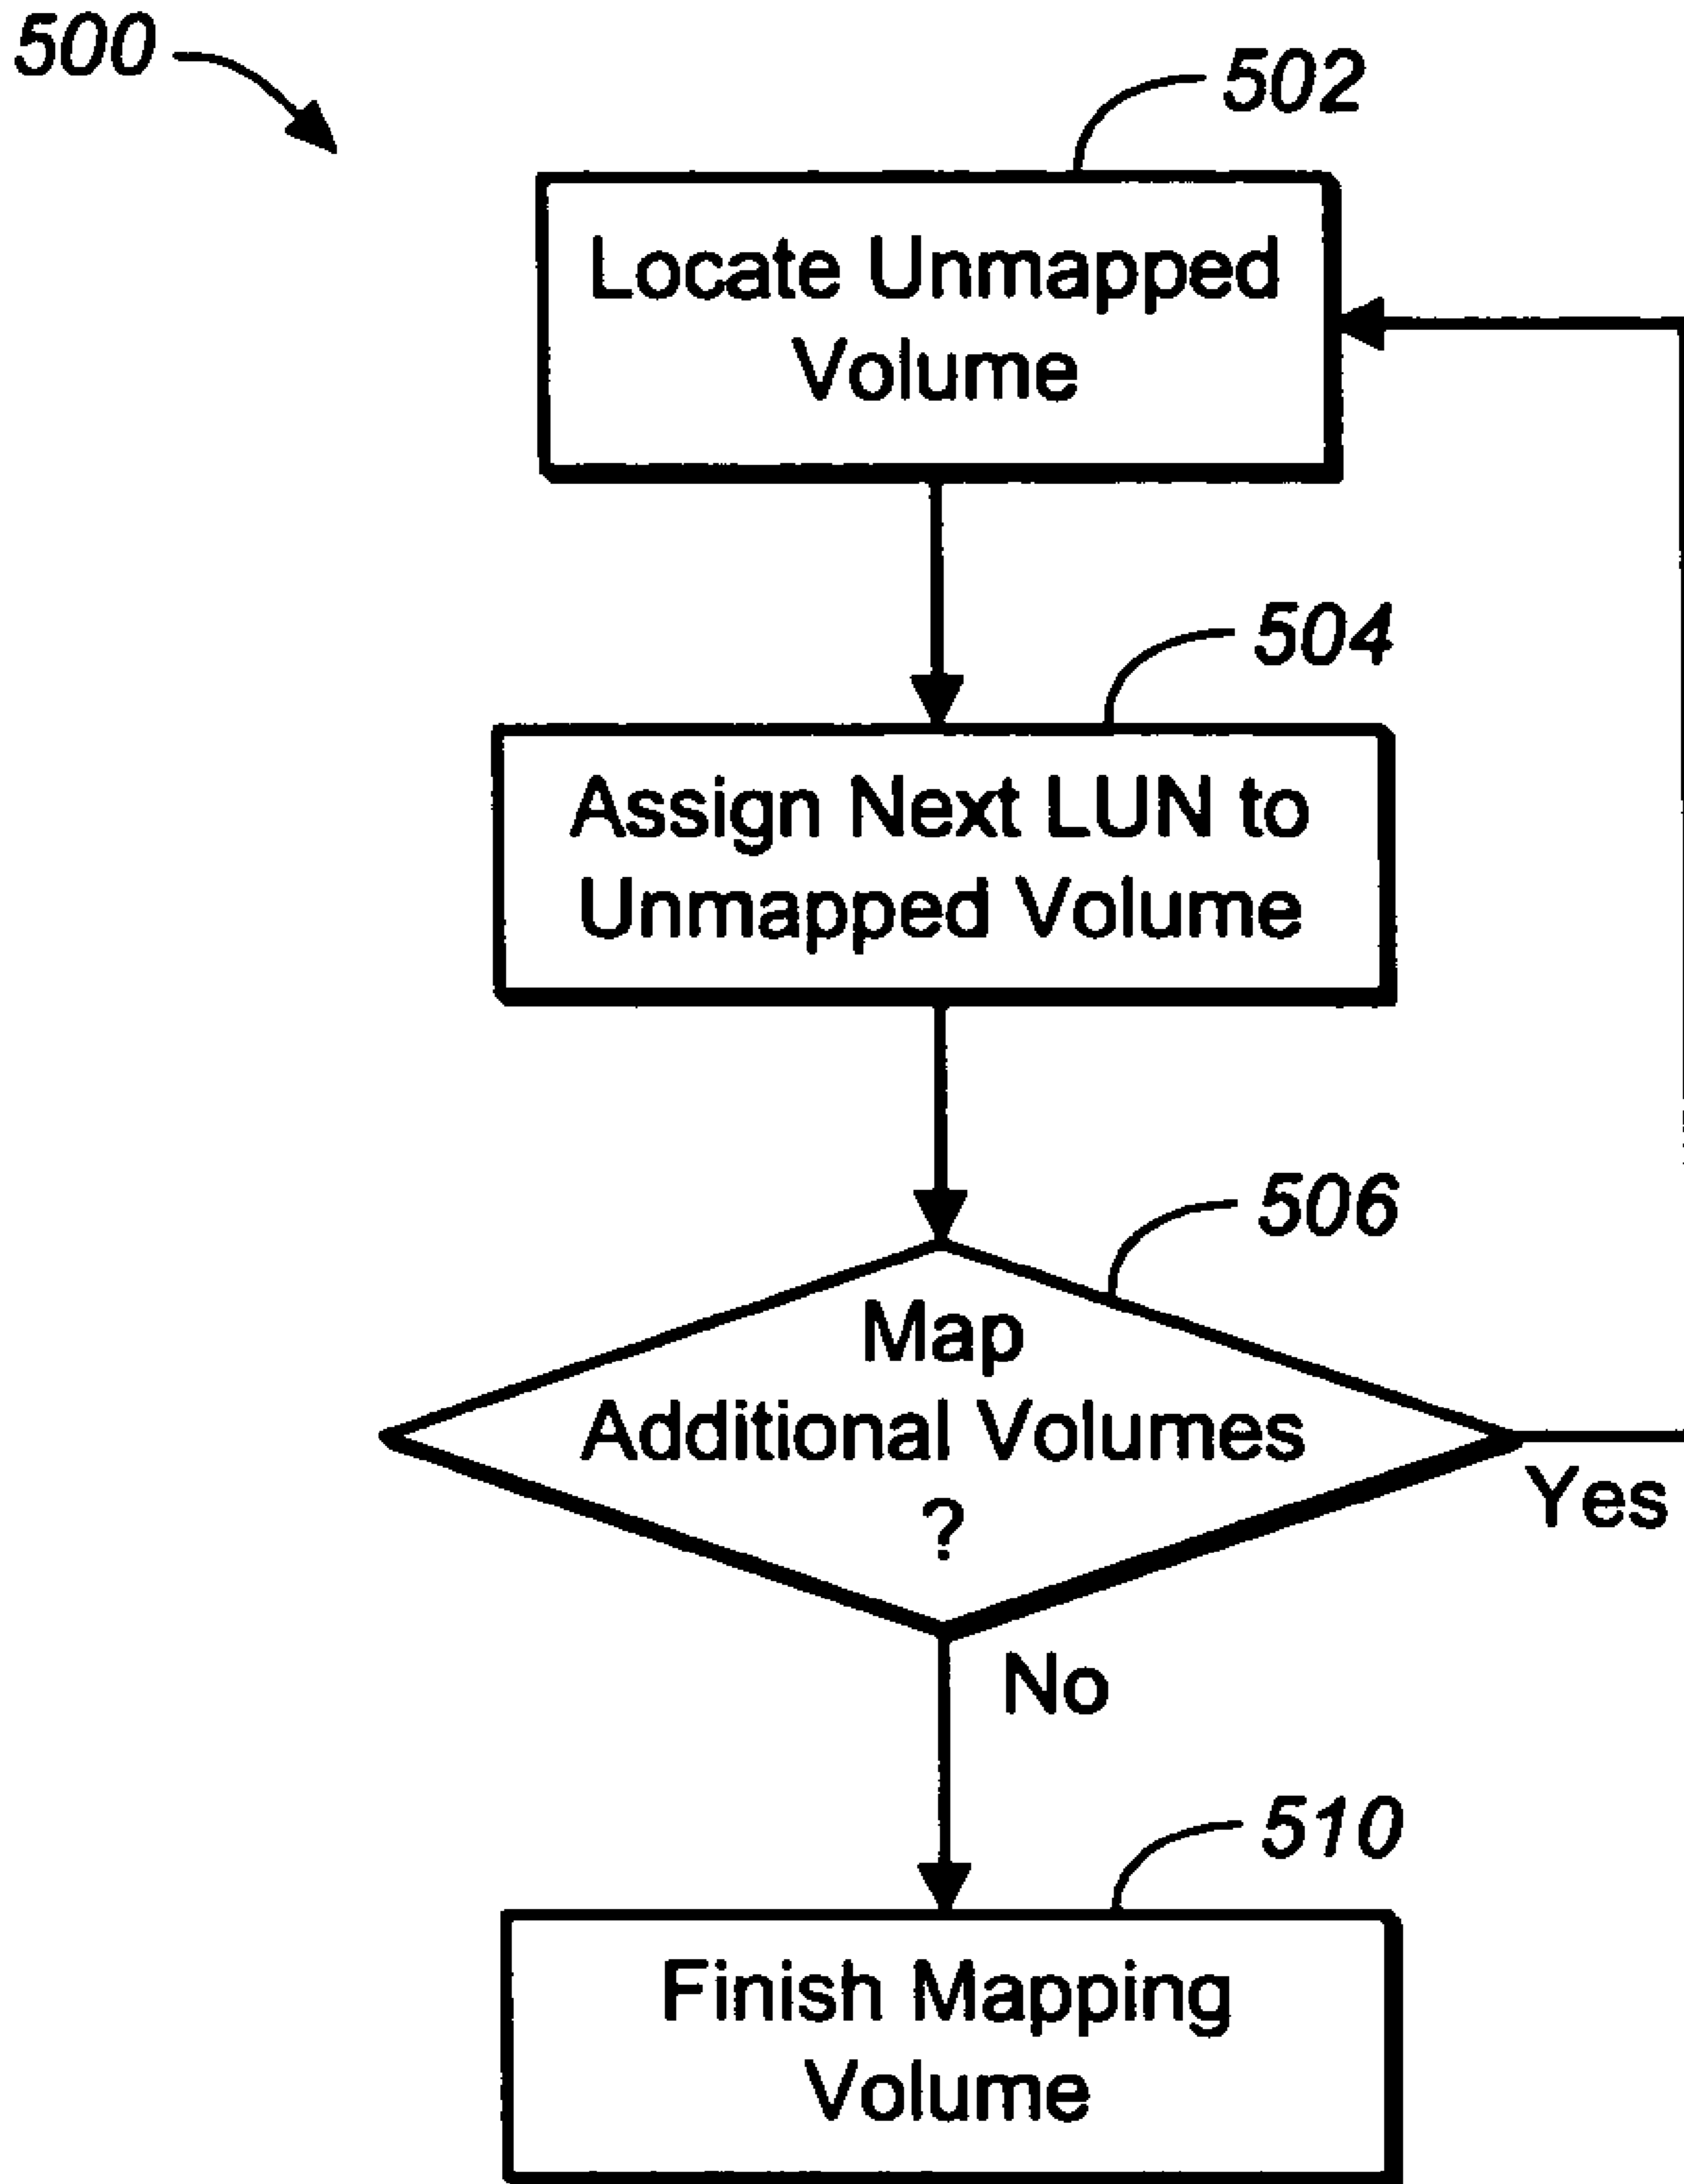 500
502
Locate Unmapped
Volume
504
Assign Next LUN to
Unmapped Volume
506
Map
Additional Volumes
?
Yes
No
510
Finish Mapping
Volume